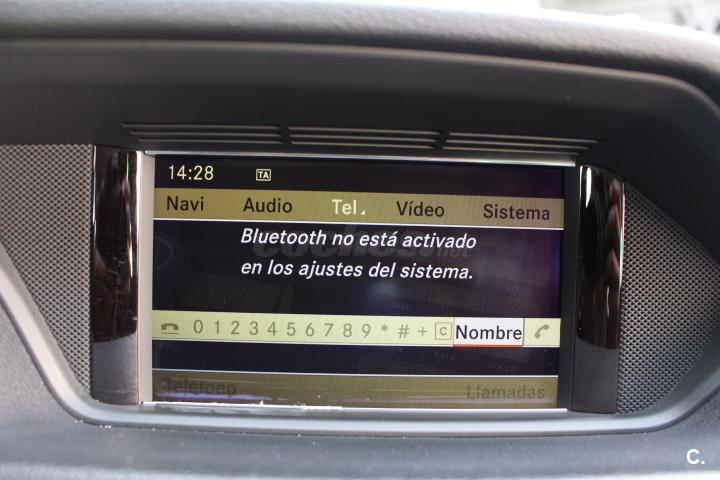 14:28 TA
Navi Audio Tel Vídeo Sistema
Bluetooth no está activado
en los ajustes del sistema.
0 1 2 3 4 5 6 7 8 9 * # + C Nombre
Teléfono Llamadas
C.